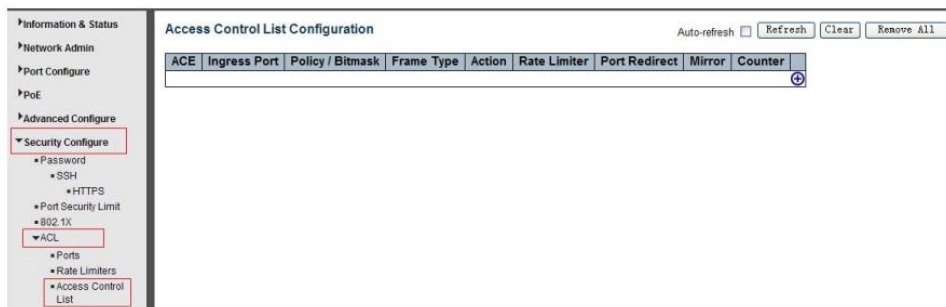 Information & Status
Network Admin
Port Configure
PoE
Advanced Configure
Security Configure
Password
SSH
HTTPS
Port Security Limit
802.1X
ACL
Ports
Rate Limiters
Access Control
List
Access Control List Configuration
Auto-refresh Refresh Clear Remove All
ACE Ingress Port Policy / Bitmask Frame Type Action Rate Limiter Port Redirect Mirror Counter